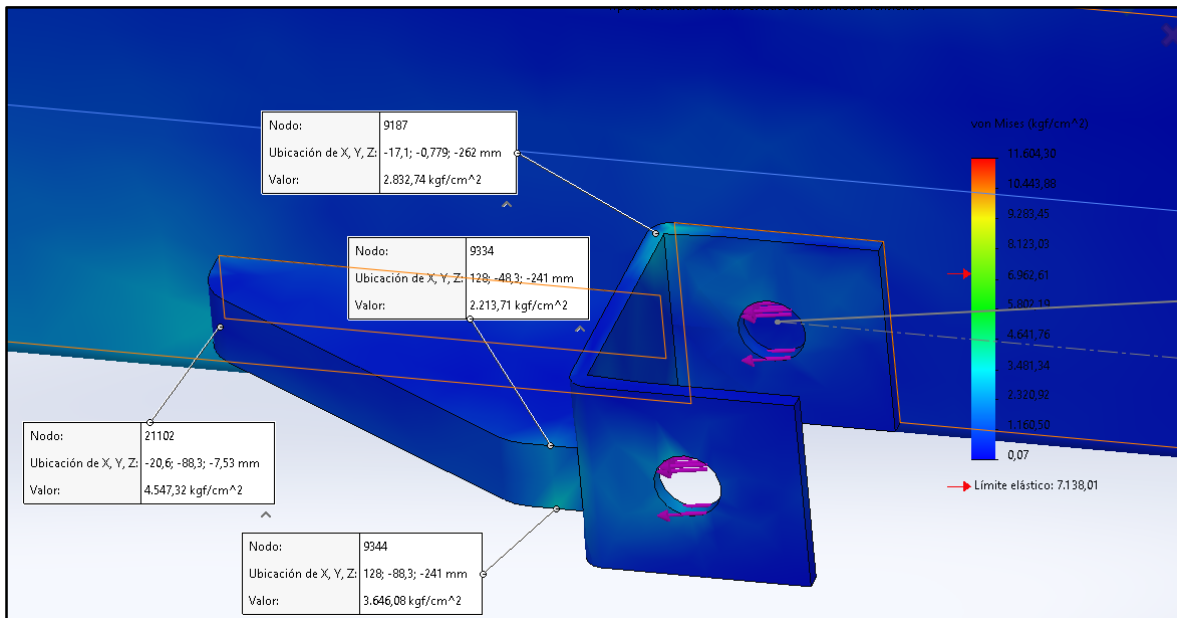 Nodo: 9187
Ubicación de X, Y, Z: -17,1; -0,779; -262 mm
Valor: 2.832,74 kgf/cm^2
von Mises (kgf/cm^2)
11.604,30
10.443,88
9.283,45
8.123,03
6.962,61
5.802,19
4.641,76
3.481,34
2.320,92
1.160,50
0,07
Límite elástico: 7.138,01
Nodo: 9334
Ubicación de X, Y, Z: 128; -48,3; -241 mm
Valor: 2.213,71 kgf/cm^2
Nodo: 21102
Ubicación de X, Y, Z: -20,6; -88,3; -7,53 mm
Valor: 4.547,32 kgf/cm^2
Nodo: 9344
Ubicación de X, Y, Z: 128; -88,3; -241 mm
Valor: 3.646,08 kgf/cm^2